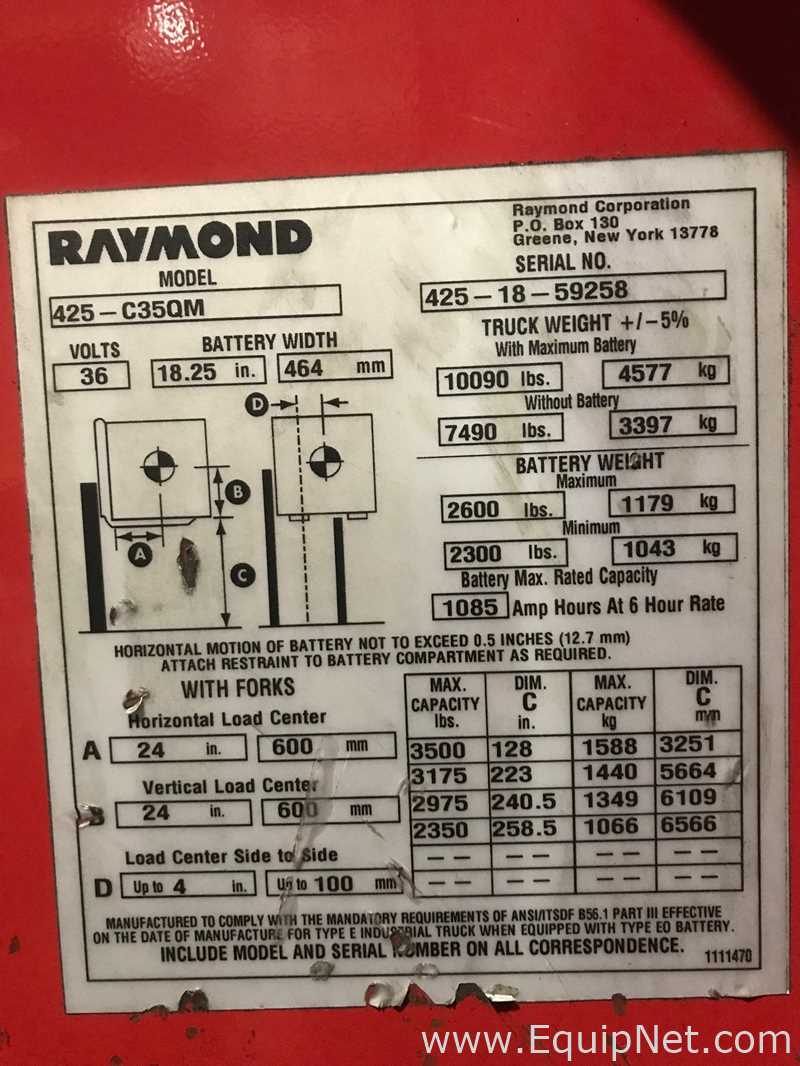 RAYMOND
Raymond Corporation
P.O. Box 130
Greene, New York 13778
MODEL
425-C35QM
SERIAL NO.
425-18-59258
VOLTS
36
BATTERY WIDTH
18.25 in. 464 mm
TRUCK WEIGHT +/-5%
With Maximum Battery
10090 lbs. 4577 kg
Without Battery
7490 lbs. 3397 kg
BATTERY WEIGHT
Maximum
2600 lbs. 1179 kg
Minimum
2300 lbs. 1043 kg
Battery Max. Rated Capacity
1085 Amp Hours At 6 Hour Rate
D
B
A
C
HORIZONTAL MOTION OF BATTERY NOT TO EXCEED 0.5 INCHES (12.7 mm)
ATTACH RESTRAINT TO BATTERY COMPARTMENT AS REQUIRED.
WITH FORKS
Horizontal Load Center
A 24 in. 600 mm
Vertical Load Center
B 24 in. 600 mm
Load Center Side to Side
D Up to 4 in. Up to 100 mm
MAX. CAPACITY lbs. DIM. C in. MAX. CAPACITY kg DIM. C mm
3500 128 1588 3251
3175 223 1440 5664
2975 240.5 1349 6109
2350 258.5 1066 6566
-- -- -- --
-- -- -- --
MANUFACTURED TO COMPLY WITH THE MANDATORY REQUIREMENTS OF ANSI/ITSDF B56.1 PART III EFFECTIVE
ON THE DATE OF MANUFACTURE FOR TYPE E INDUSTRIAL TRUCK WHEN EQUIPPED WITH TYPE EO BATTERY.
INCLUDE MODEL AND SERIAL NUMBER ON ALL CORRESPONDENCE. 1111470
www.EquipNet.com